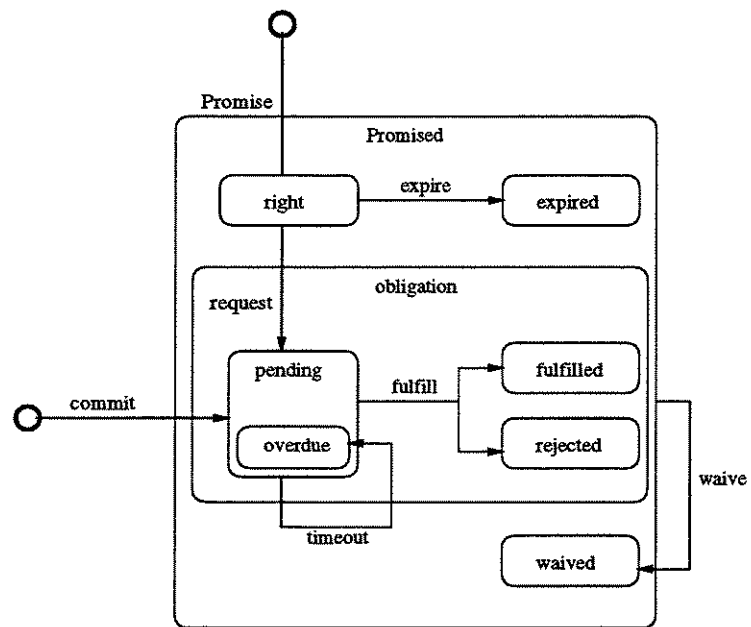 Promise
Promised
right
expire
expired
obligation
request
pending
fulfill
fulfilled
commit
overdue
rejected
waive
timeout
waived